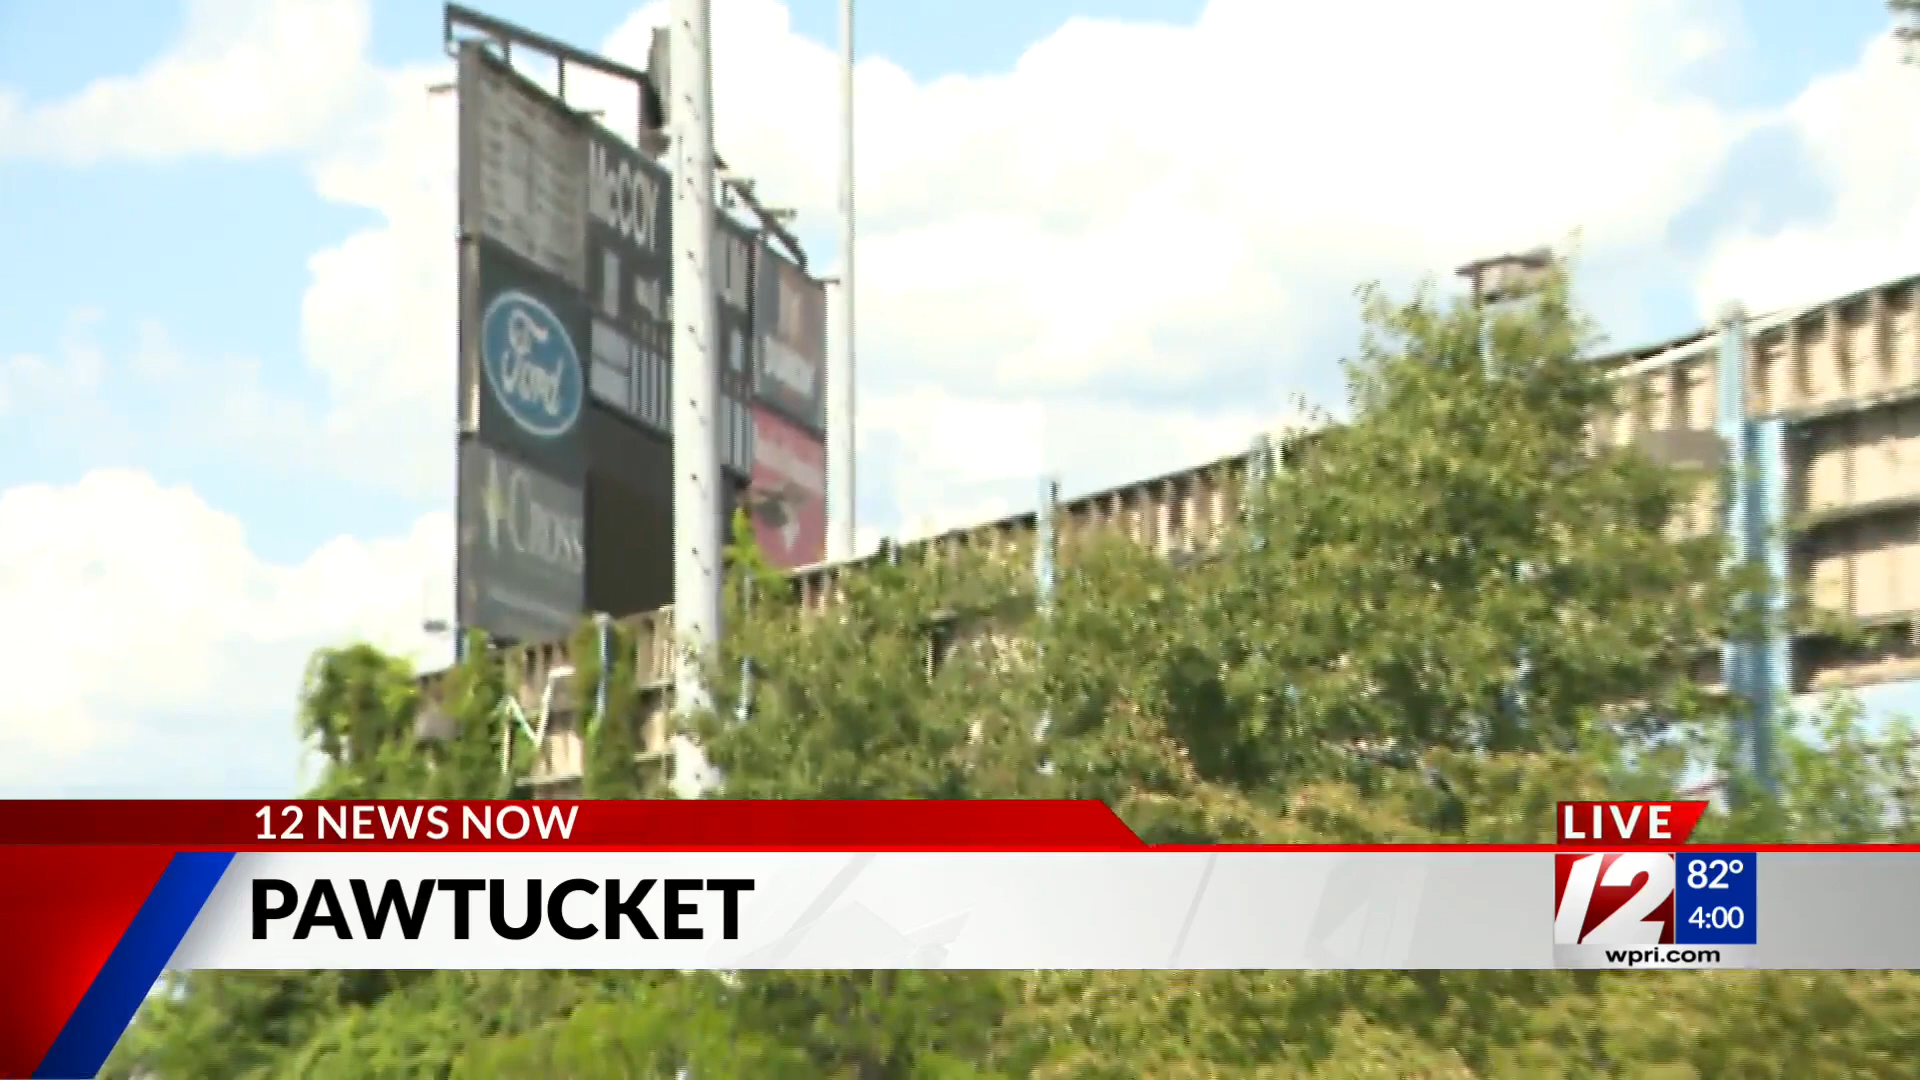 McCOY
Ford
CROSS
12 NEWS NOW
LIVE
PAWTUCKET
12
82°
4:00
wpri.com